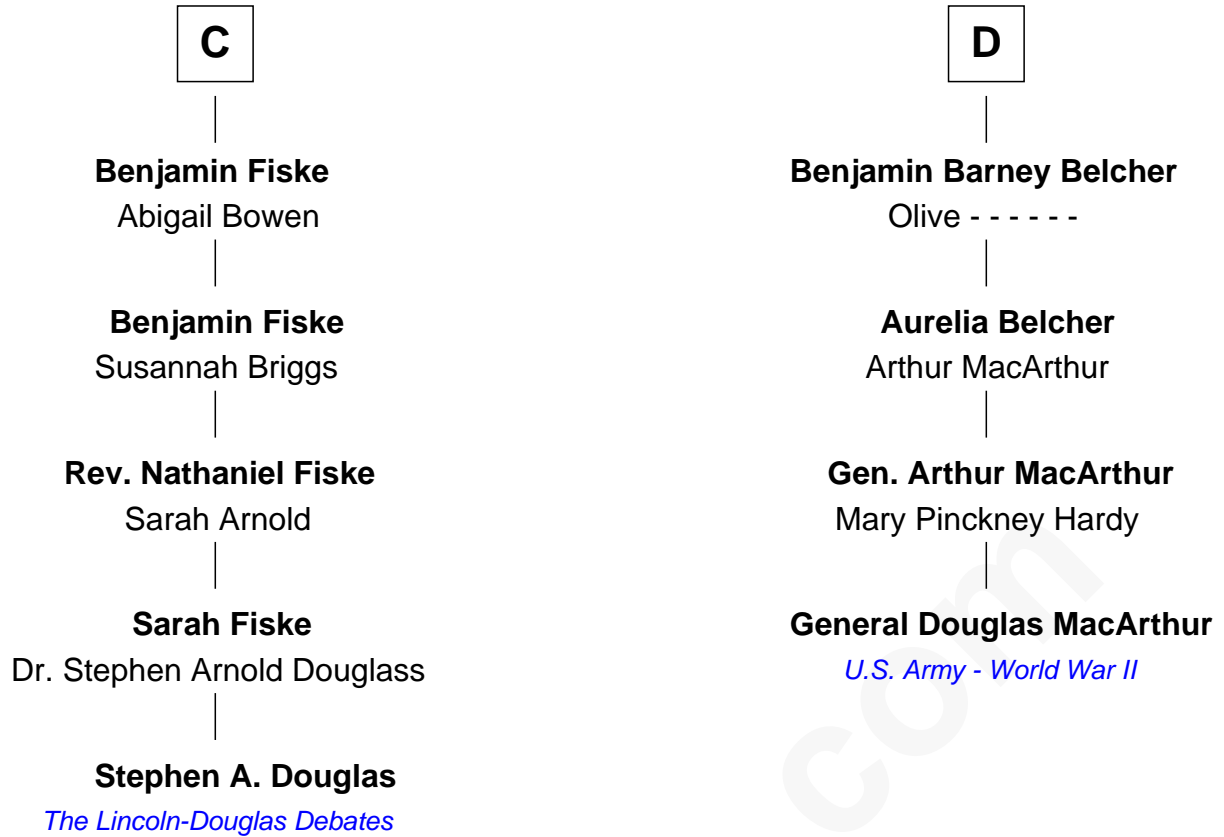 C
Benjamin Fiske
Abigail Bowen
Benjamin Fiske
Susannah Briggs
Rev. Nathaniel Fiske
Sarah Arnold
Sarah Fiske
Dr. Stephen Arnold Douglass
Stephen A. Douglas
The Lincoln-Douglas Debates
D
Benjamin Barney Belcher
Olive - - - - - -
Aurelia Belcher
Arthur MacArthur
Gen. Arthur MacArthur
Mary Pinckney Hardy
General Douglas MacArthur
U.S. Army - World War II
com